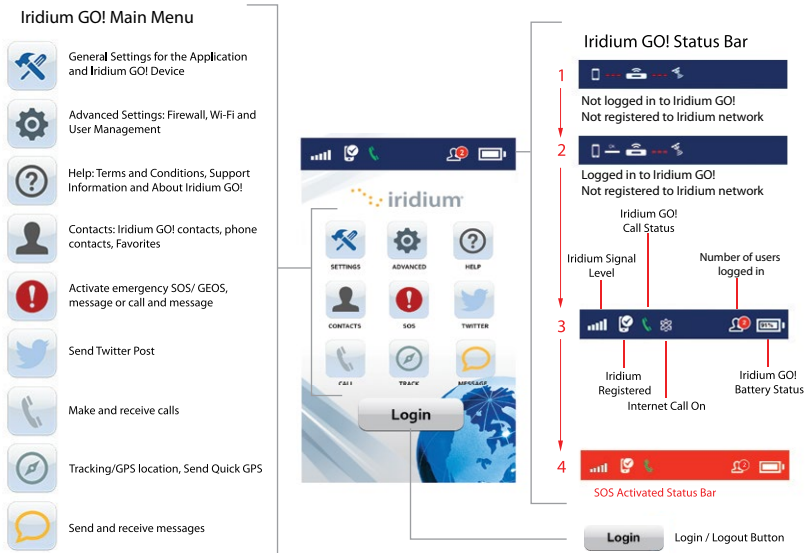 Iridium GO! Main Menu
General Settings for the Application
and Iridium GO! Device
Advanced Settings: Firewall, Wi-Fi and
User Management
Help: Terms and Conditions, Support
Information and About Iridium GO!
Contacts: Iridium GO! contacts, phone
contacts, Favorites
Activate emergency SOS/ GEOS,
message or call and message
Send Twitter Post
Make and receive calls
Tracking/GPS location, Send Quick GPS
Send and receive messages
2
iridium
SETTINGS ADVANCED HELP
CONTACTS SOS TWITTER
CALL TRACK MESSAGE
Login
Iridium GO! Status Bar
1
Not logged in to Iridium GO!
Not registered to Iridium network
2
Logged in to Iridium GO!
Not registered to Iridium network
Iridium GO!
Call Status
Iridium Signal
Level
Number of users
logged in
3
2
Iridium
Registered
Internet Call On
Iridium GO!
Battery Status
4
2
SOS Activated Status Bar
Login
Login / Logout Button